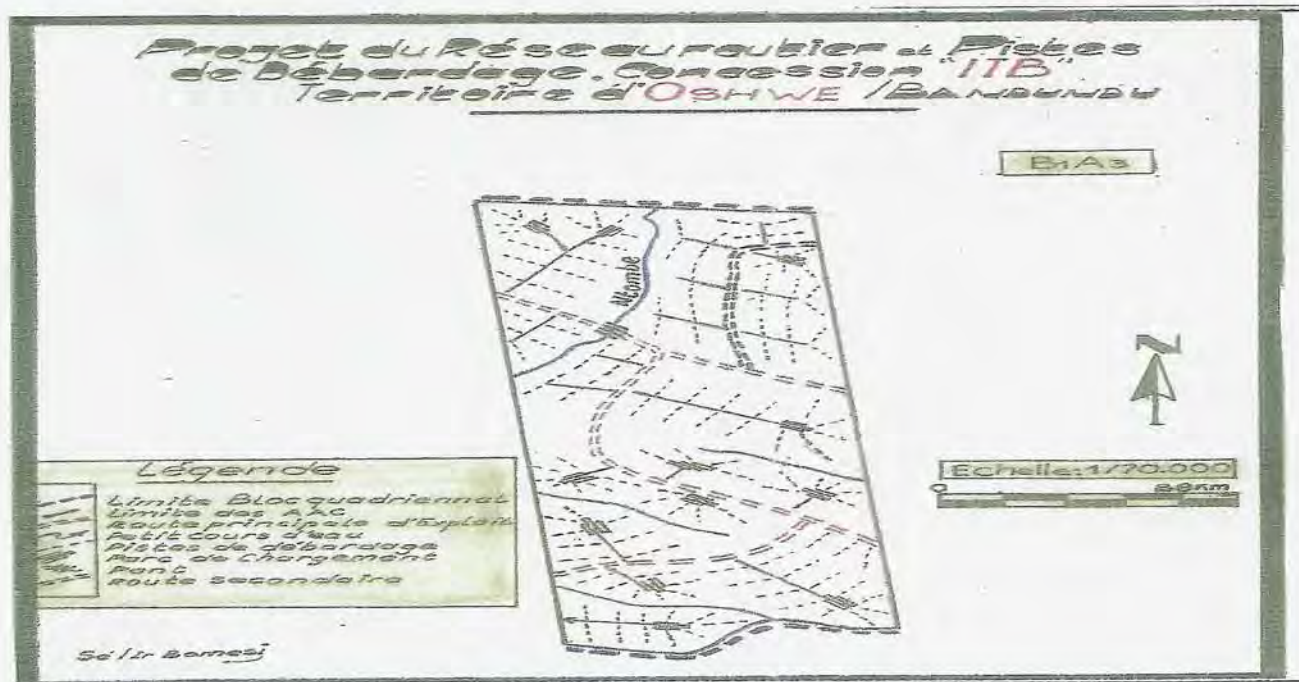 Projet du Réseau routier et Pistes
de Débardage. Concession "ITB"
Territoire d'OSHWE / BANDUNDU
B1A3
Ntombe
N
Echelle: 1/70.000
0
Légende
Limite Bloc quadriennal
Limite des AAC
Route principale d'Exploit
Petit Cours d'eau
Pistes de débardage
Parc de Chargement
Pont
Route secondaire